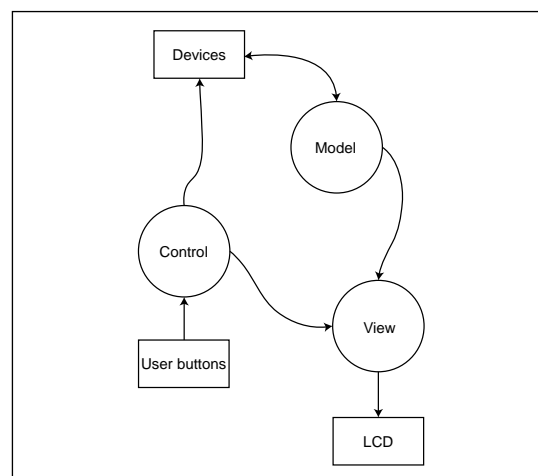 Devices
Model
Control
View
User buttons
LCD